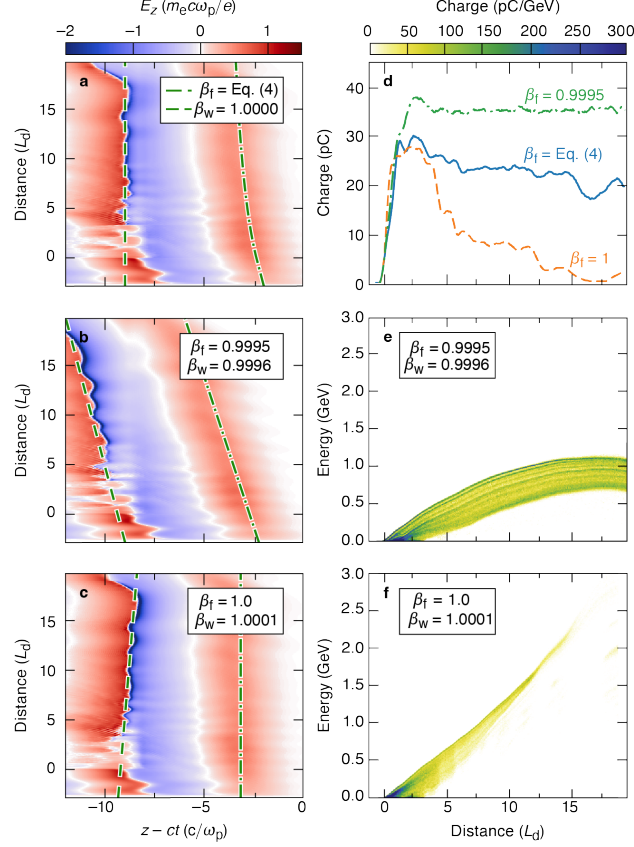 E_z (m_e cω_p/e)
−2 −1 0 1
a
β_f = Eq. (4)
β_w = 1.0000
Distance (L_d)
15
10
5
0
b
β_f = 0.9995
β_w = 0.9996
Distance (L_d)
15
10
5
0
c
β_f = 1.0
β_w = 1.0001
Distance (L_d)
15
10
5
0
−10 −5 0
z − ct (c/ω_p)
Charge (pC/GeV)
0 50 100 150 200 250 300
d
β_f = 0.9995
β_f = Eq. (4)
β_f = 1
Charge (pC)
40
30
20
10
0
e
β_f = 0.9995
β_w = 0.9996
Energy (GeV)
3.0
2.5
2.0
1.5
1.0
0.5
0.0
f
β_f = 1.0
β_w = 1.0001
Energy (GeV)
3.0
2.5
2.0
1.5
1.0
0.5
0.0
0 5 10 15
Distance (L_d)